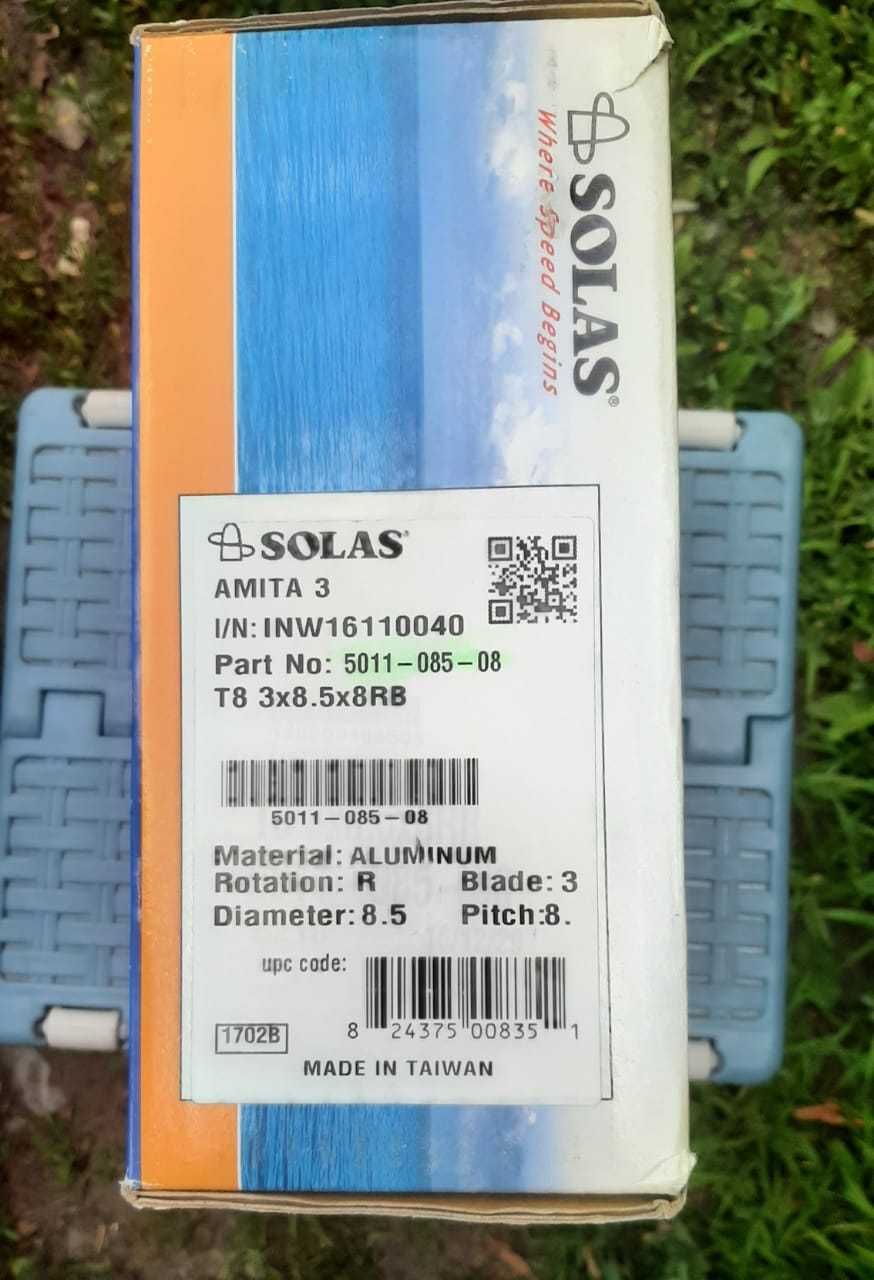 SOLAS®
Where Speed Begins
SOLAS®
AMITA 3
I/N: INW16110040
Part No: 5011-085-08
T8 3x8.5x8RB
5011-085-08
Material: ALUMINUM
Rotation: R Blade: 3
Diameter: 8.5 Pitch:8.
upc code:
8 24375 00835 1
1702B
MADE IN TAIWAN